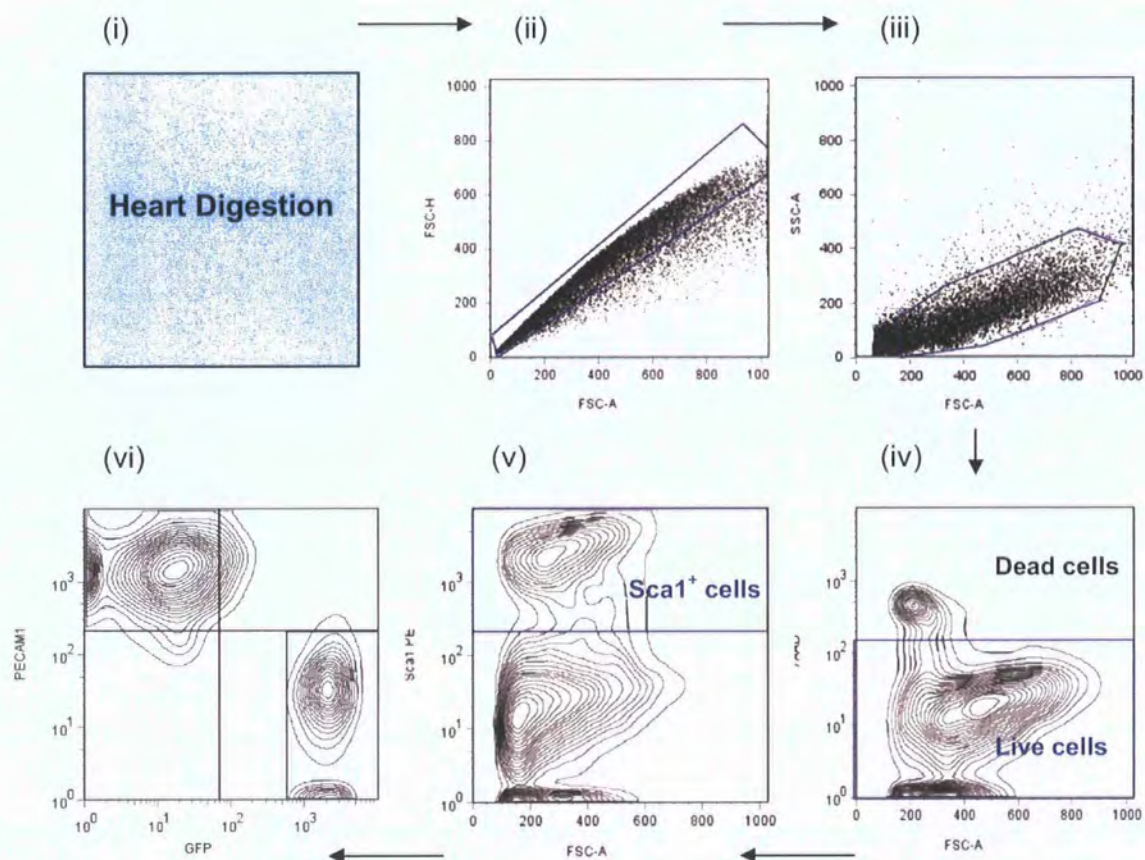 (i)
(ii)
(iii)
Heart Digestion
1000
800
600
400
200
0
FSC-H
0 200 400 600 800 100
FSC-A
1000
800
600
400
200
0
SSC-A
0 200 400 600 800 1000
FSC-A
(vi)
(v)
(iv)
10³
10²
10¹
10⁰
PECAM1
10⁰ 10¹ 10² 10³
GFP
10³
10²
10¹
10⁰
Sca1 PE
Sca1⁺ cells
0 200 400 600 800 1000
FSC-A
10³
10²
10¹
10⁰
Dead cells
Live cells
0 200 400 600 800 1000
FSC-A